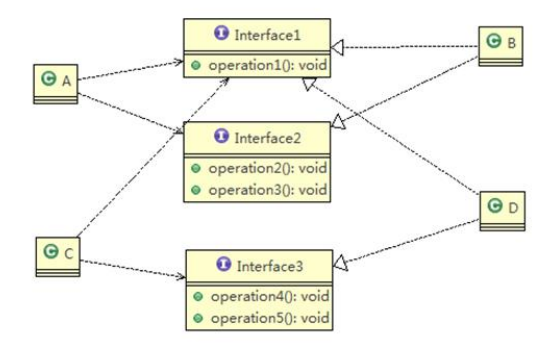 I Interface1
operation1(): void
C B
C A
I Interface2
operation2(): void
operation3(): void
C D
C C
I Interface3
operation4(): void
operation5(): void